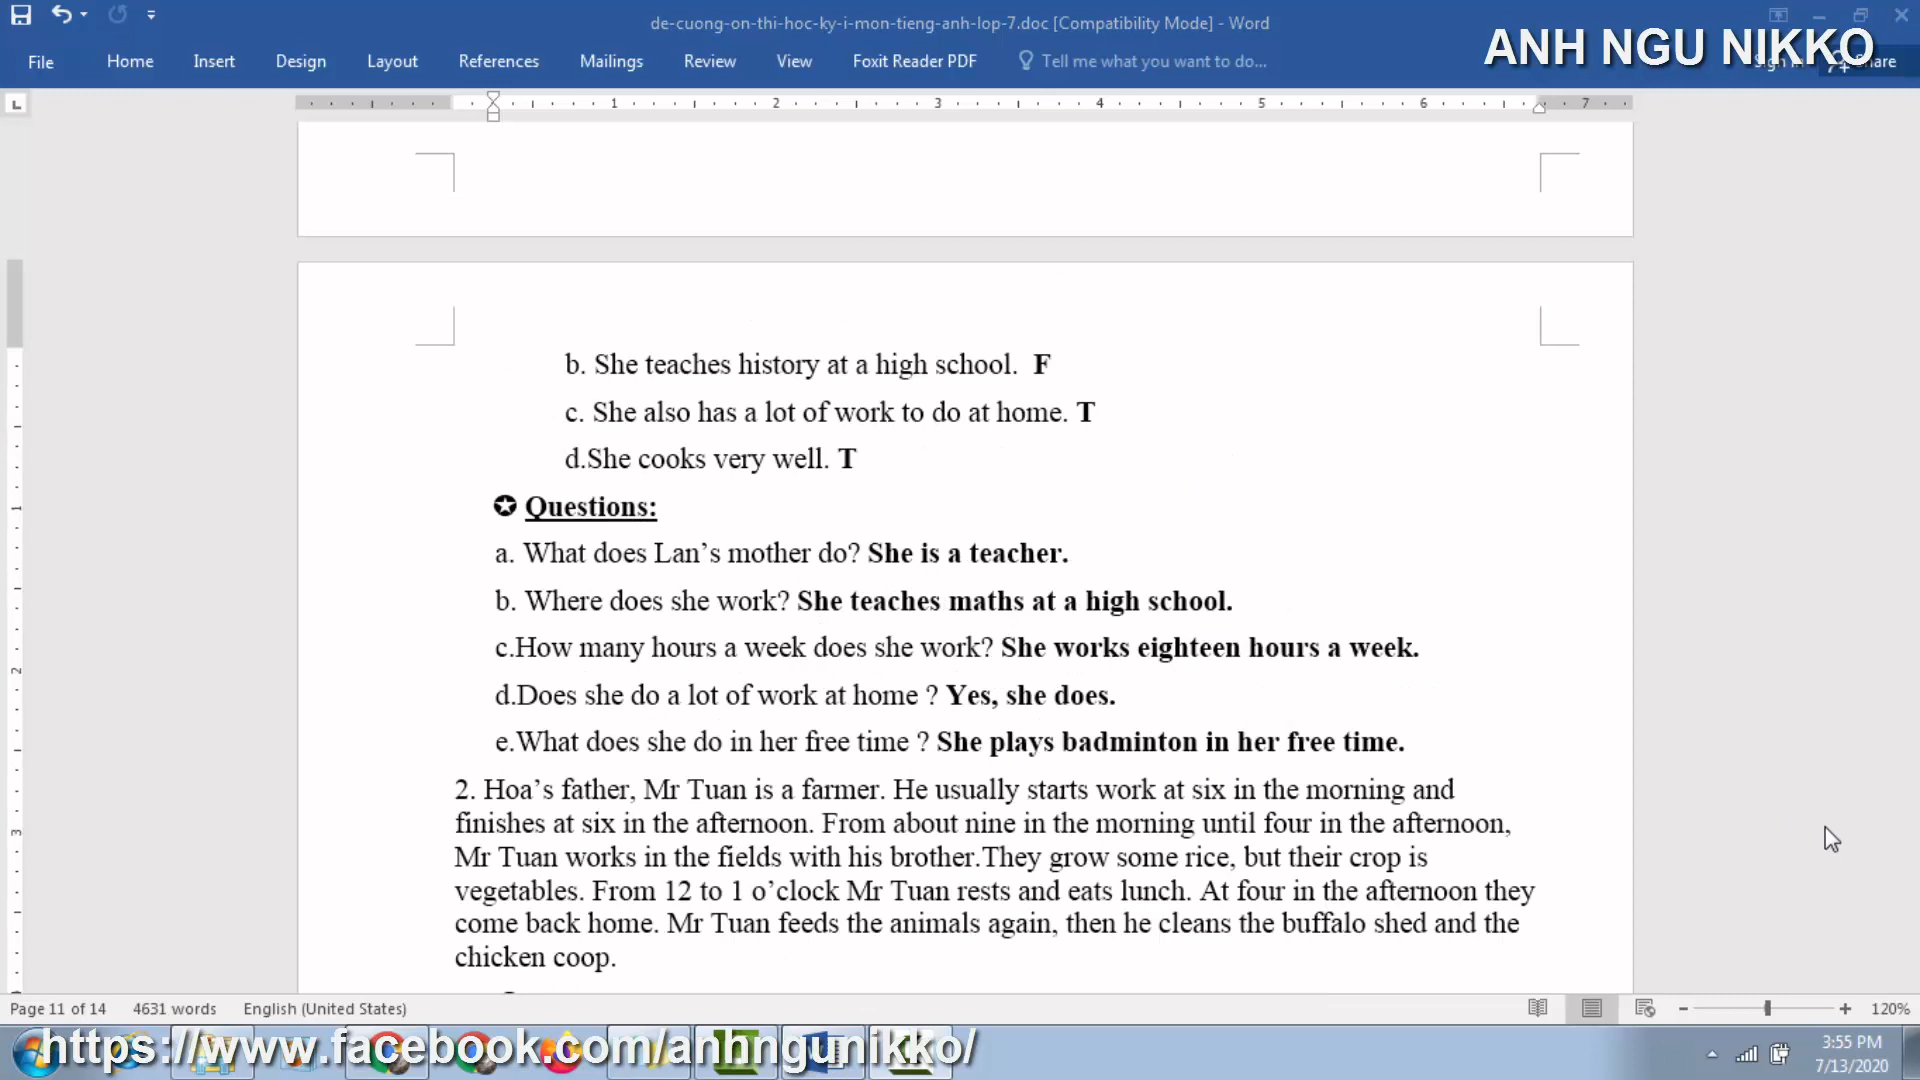 de-cuong-on-thi-hoc-ky-i-mon-tieng-anh-lop-7.doc [Compatibility Mode] - Word
ANH NGU NIKKO
File Home Insert Design Layout References Mailings Review View Foxit Reader PDF Tell me what you want to do...
1 2 3 4 5 6 7
b. She teaches history at a high school. F
c. She also has a lot of work to do at home. T
d.She cooks very well. T
Questions:
a. What does Lan’s mother do? She is a teacher.
b. Where does she work? She teaches maths at a high school.
c.How many hours a week does she work? She works eighteen hours a week.
d.Does she do a lot of work at home ? Yes, she does.
e.What does she do in her free time ? She plays badminton in her free time.
2. Hoa’s father, Mr Tuan is a farmer. He usually starts work at six in the morning and
finishes at six in the afternoon. From about nine in the morning until four in the afternoon,
Mr Tuan works in the fields with his brother.They grow some rice, but their crop is
vegetables. From 12 to 1 o’clock Mr Tuan rests and eats lunch. At four in the afternoon they
come back home. Mr Tuan feeds the animals again, then he cleans the buffalo shed and the
chicken coop.
1
2
3
Page 11 of 14 4631 words English (United States) 120%
https://www.facebook.com/anhngunikko/
3:55 PM
7/13/2020